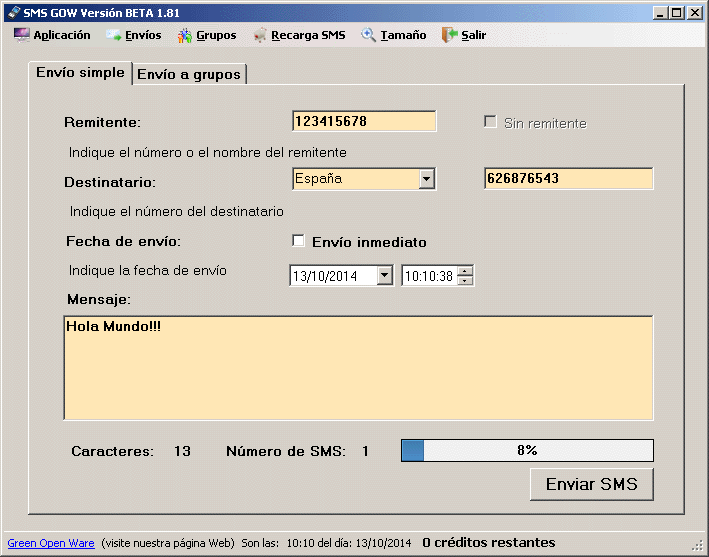 SMS GOW Versión BETA 1.81
Aplicación Envíos Grupos Recarga SMS Tamaño Salir
Envío simple Envío a grupos
Remitente: 123415678 Sin remitente
Indique el número o el nombre del remitente
Destinatario: España 626876543
Indique el número del destinatario
Fecha de envío: Envío inmediato
Indique la fecha de envío 13/10/2014 10:10:38
Mensaje:
Hola Mundo!!!
Caracteres: 13 Número de SMS: 1 8%
Enviar SMS
Green Open Ware (visite nuestra página Web) Son las: 10:10 del día: 13/10/2014 0 créditos restantes